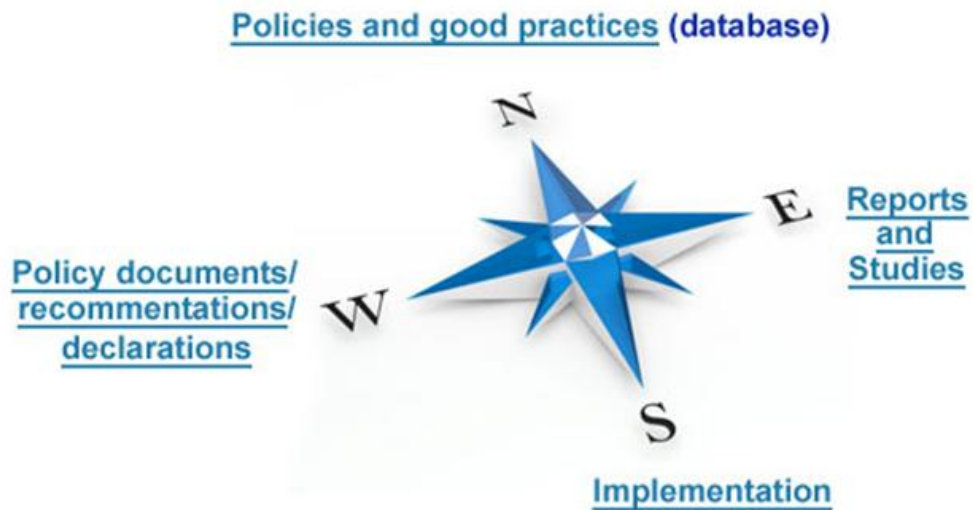 Policies and good practices (database)
N
E
Reports
and
Studies
Policy documents/
recommentations/
declarations
W
S
Implementation